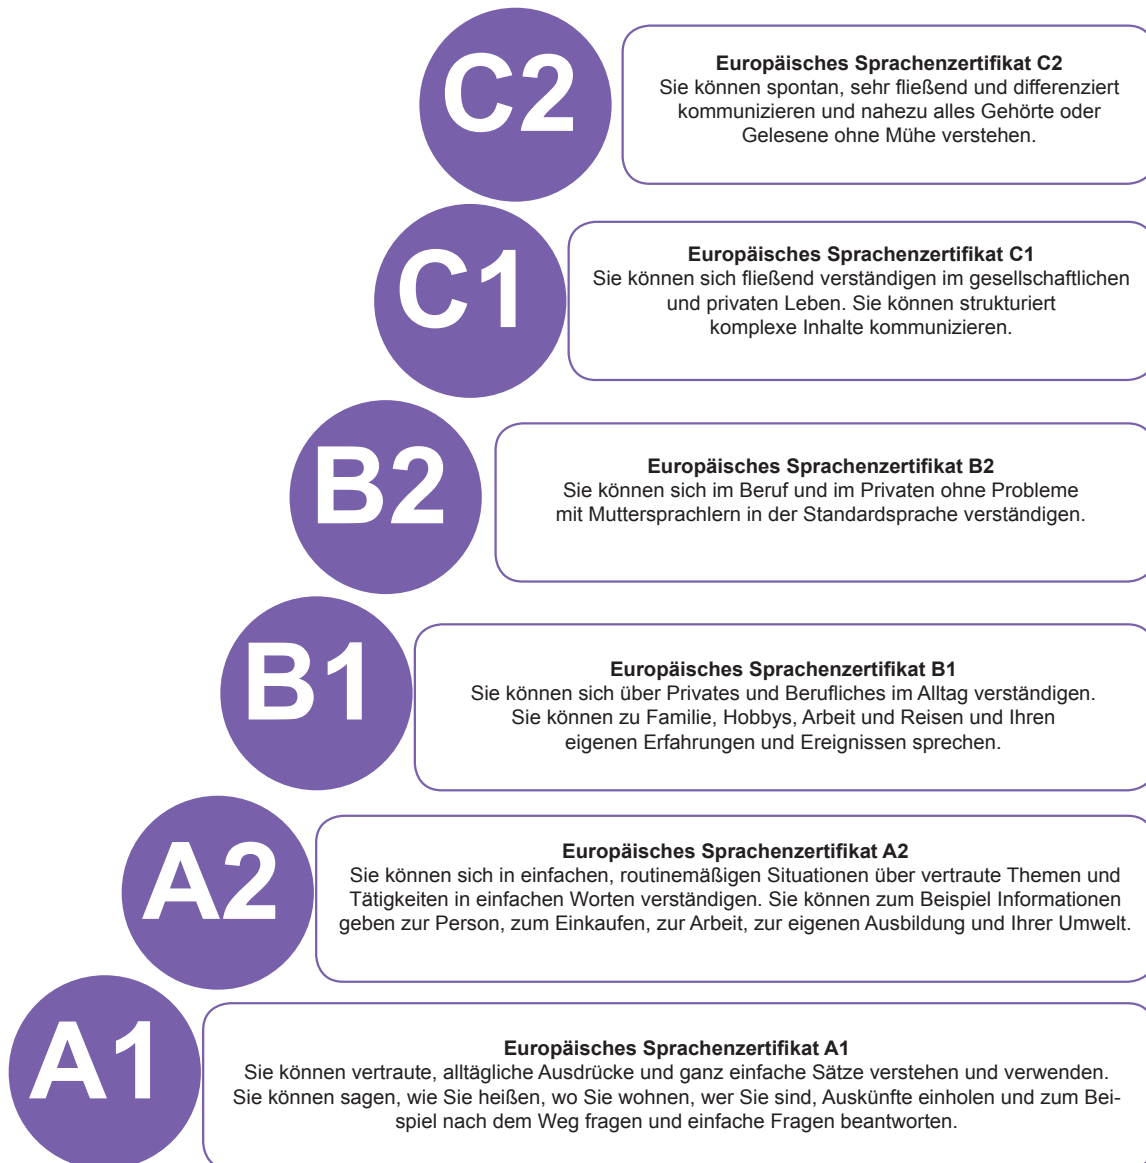 C2
Europäisches Sprachenzertifikat C2
Sie können spontan, sehr fließend und differenziert
kommunizieren und nahezu alles Gehörte oder
Gelesene ohne Mühe verstehen.
C1
Europäisches Sprachenzertifikat C1
Sie können sich fließend verständigen im gesellschaftlichen
und privaten Leben. Sie können strukturiert
komplexe Inhalte kommunizieren.
B2
Europäisches Sprachenzertifikat B2
Sie können sich im Beruf und im Privaten ohne Probleme
mit Muttersprachlern in der Standardsprache verständigen.
B1
Europäisches Sprachenzertifikat B1
Sie können sich über Privates und Berufliches im Alltag verständigen.
Sie können zu Familie, Hobbys, Arbeit und Reisen und Ihren
eigenen Erfahrungen und Ereignissen sprechen.
A2
Europäisches Sprachenzertifikat A2
Sie können sich in einfachen, routinemäßigen Situationen über vertraute Themen und
Tätigkeiten in einfachen Worten verständigen. Sie können zum Beispiel Informationen
geben zur Person, zum Einkaufen, zur Arbeit, zur eigenen Ausbildung und Ihrer Umwelt.
A1
Europäisches Sprachenzertifikat A1
Sie können vertraute, alltägliche Ausdrücke und ganz einfache Sätze verstehen und verwenden.
Sie können sagen, wie Sie heißen, wo Sie wohnen, wer Sie sind, Auskünfte einholen und zum Bei-
spiel nach dem Weg fragen und einfache Fragen beantworten.